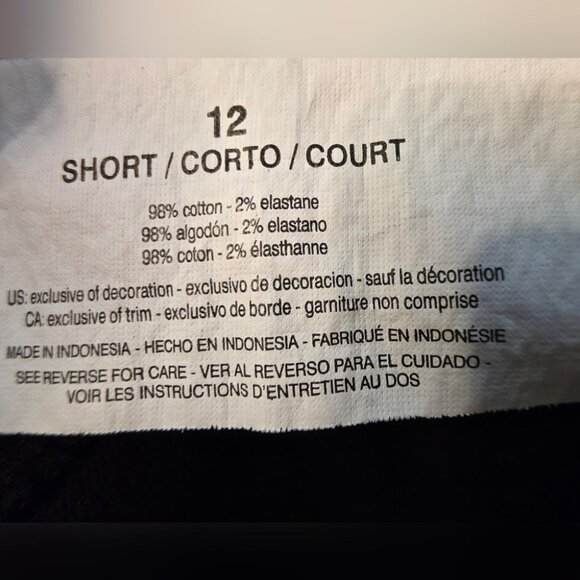 12
SHORT / CORTO / COURT
98% cotton - 2% elastane
98% algodón - 2% elastano
98% coton - 2% élasthanne
US: exclusive of decoration - exclusivo de decoracion - sauf la décoration
CA: exclusive of trim - exclusivo de borde - garniture non comprise
MADE IN INDONESIA - HECHO EN INDONESIA - FABRIQUÉ EN INDONÉSIE
SEE REVERSE FOR CARE - VER AL REVERSO PARA EL CUIDADO -
VOIR LES INSTRUCTIONS D'ENTRETIEN AU DOS